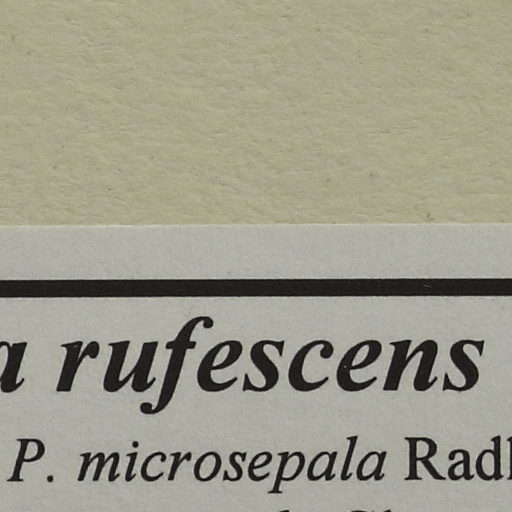 a rufescens
P. microsepala Radl